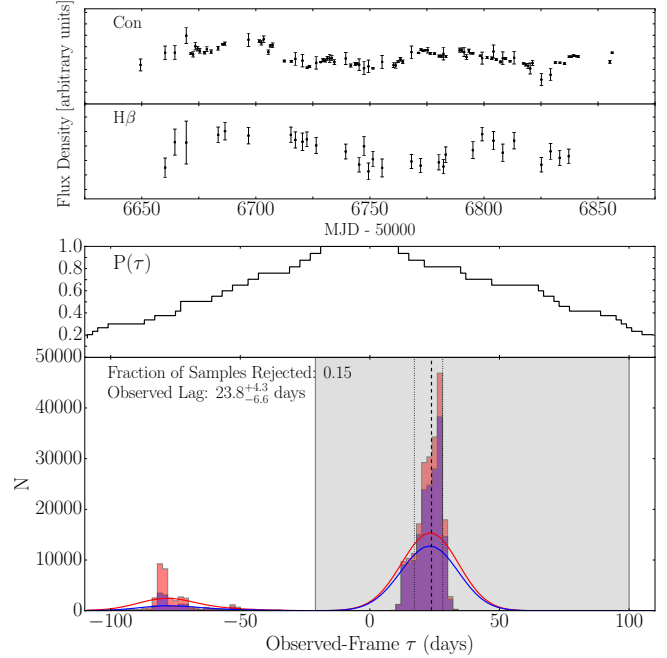 Flux Density [arbitrary units]
Con
Hβ
6650 6700 6750 6800 6850
MJD - 50000
P(τ)
1.0
0.8
0.6
0.4
0.2
50000
40000
30000
20000
10000
0
N
Fraction of Samples Rejected: 0.15
Observed Lag: 23.8+4.3−6.6 days
−100 −50 0 50 100
Observed-Frame τ (days)